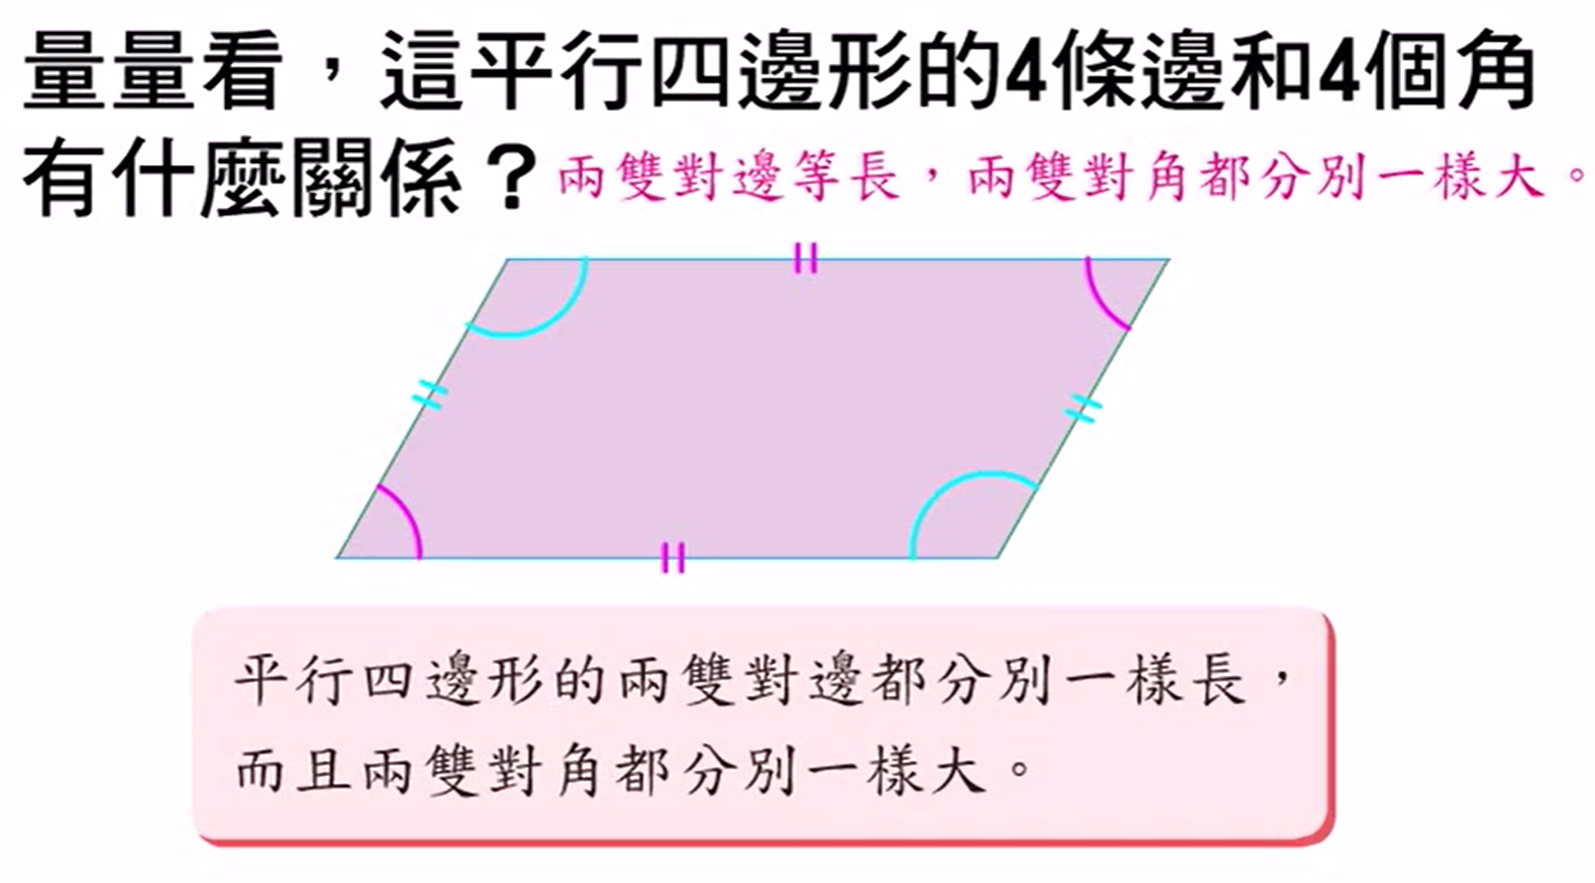 量量看，這平行四邊形的4條邊和4個角
有什麼關係？兩雙對邊等長，兩雙對角都分別一樣大。
平行四邊形的兩雙對邊都分別一樣長，
而且兩雙對角都分別一樣大。